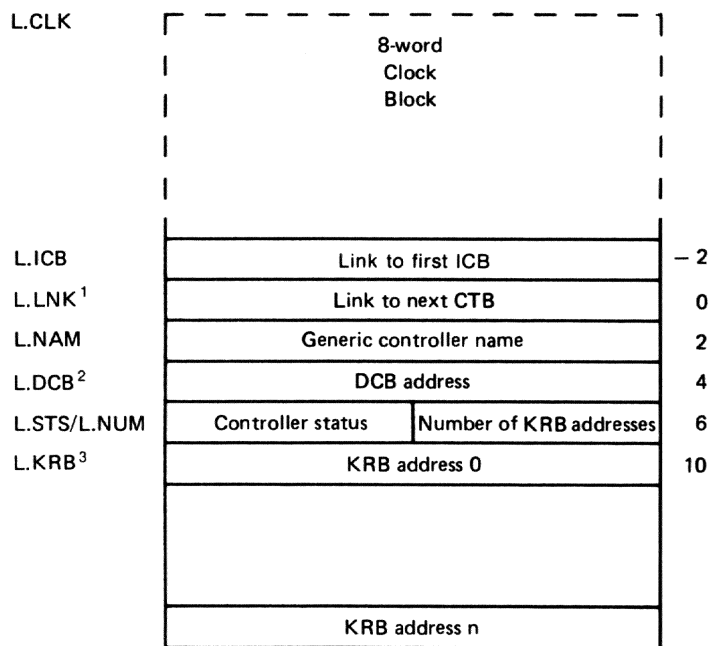 L.CLK
8-word
Clock
Block
L.ICB Link to first ICB − 2
L.LNK¹ Link to next CTB 0
L.NAM Generic controller name 2
L.DCB² DCB address 4
L.STS/L.NUM Controller status Number of KRB addresses 6
L.KRB³ KRB address 0 10
KRB address n